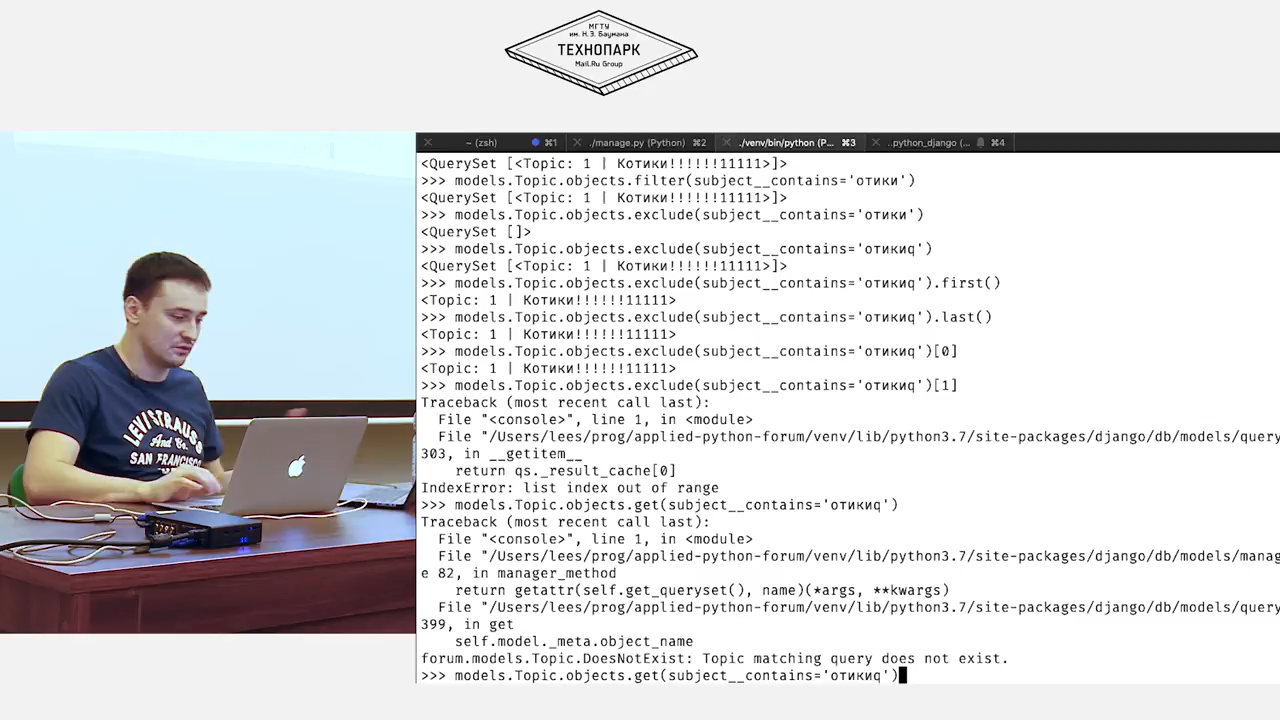 МГТУ
им. Н.Э. Баумана
ТЕХНОПАРК
Mail.Ru Group
~ (zsh) ⌘1 ./manage.py (Python) ⌘2 ./venv/bin/python (P... ⌘3 ..python_django (... ⌘4
<QuerySet [<Topic: 1 | Котики!!!!!!11111>]>
>>> models.Topic.objects.filter(subject__contains='отики')
<QuerySet [<Topic: 1 | Котики!!!!!!11111>]>
>>> models.Topic.objects.exclude(subject__contains='отики')
<QuerySet []>
>>> models.Topic.objects.exclude(subject__contains='отикиq')
<QuerySet [<Topic: 1 | Котики!!!!!!11111>]>
>>> models.Topic.objects.exclude(subject__contains='отикиq').first()
<Topic: 1 | Котики!!!!!!11111>
>>> models.Topic.objects.exclude(subject__contains='отикиq').last()
<Topic: 1 | Котики!!!!!!11111>
>>> models.Topic.objects.exclude(subject__contains='отикиq')[0]
<Topic: 1 | Котики!!!!!!11111>
>>> models.Topic.objects.exclude(subject__contains='отикиq')[1]
Traceback (most recent call last):
File "<console>", line 1, in <module>
File "/Users/lees/prog/applied-python-forum/venv/lib/python3.7/site-packages/django/db/models/query
303, in __getitem__
return qs._result_cache[0]
IndexError: list index out of range
>>> models.Topic.objects.get(subject__contains='отикиq')
Traceback (most recent call last):
File "<console>", line 1, in <module>
File "/Users/lees/prog/applied-python-forum/venv/lib/python3.7/site-packages/django/db/models/manag
e 82, in manager_method
return getattr(self.get_queryset(), name)(*args, **kwargs)
File "/Users/lees/prog/applied-python-forum/venv/lib/python3.7/site-packages/django/db/models/query
399, in get
self.model._meta.object_name
forum.models.Topic.DoesNotExist: Topic matching query does not exist.
>>> models.Topic.objects.get(subject__contains='отикиq')
LEVI STRAUSS
And Co.
SAN FRANCISCO